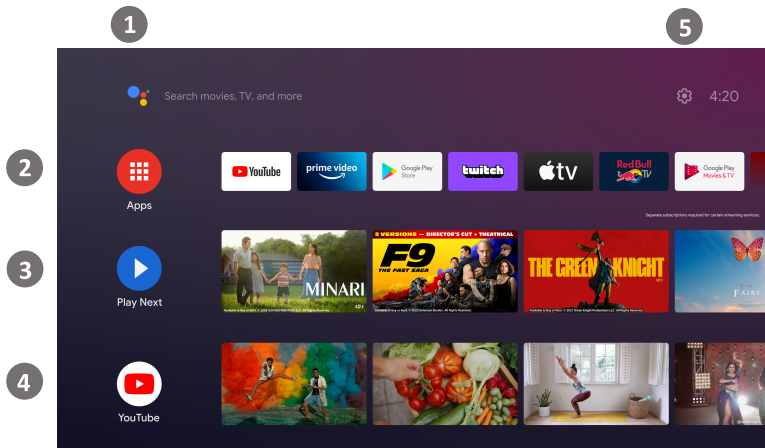 1
5
Search movies, TV, and more
4:20
2
YouTube
prime video
Google Play
Store
twitch
tv
Red Bull
TV
Google Play
Movies & TV
Apps
Separate subscriptions required for certain streaming services.
3
2 VERSIONS — DIRECTOR'S CUT + THEATRICAL
F9
THE FAST SAGA
MINARI
THE GREEN KNIGHT
THE
FAIRY
Play Next
4
YouTube